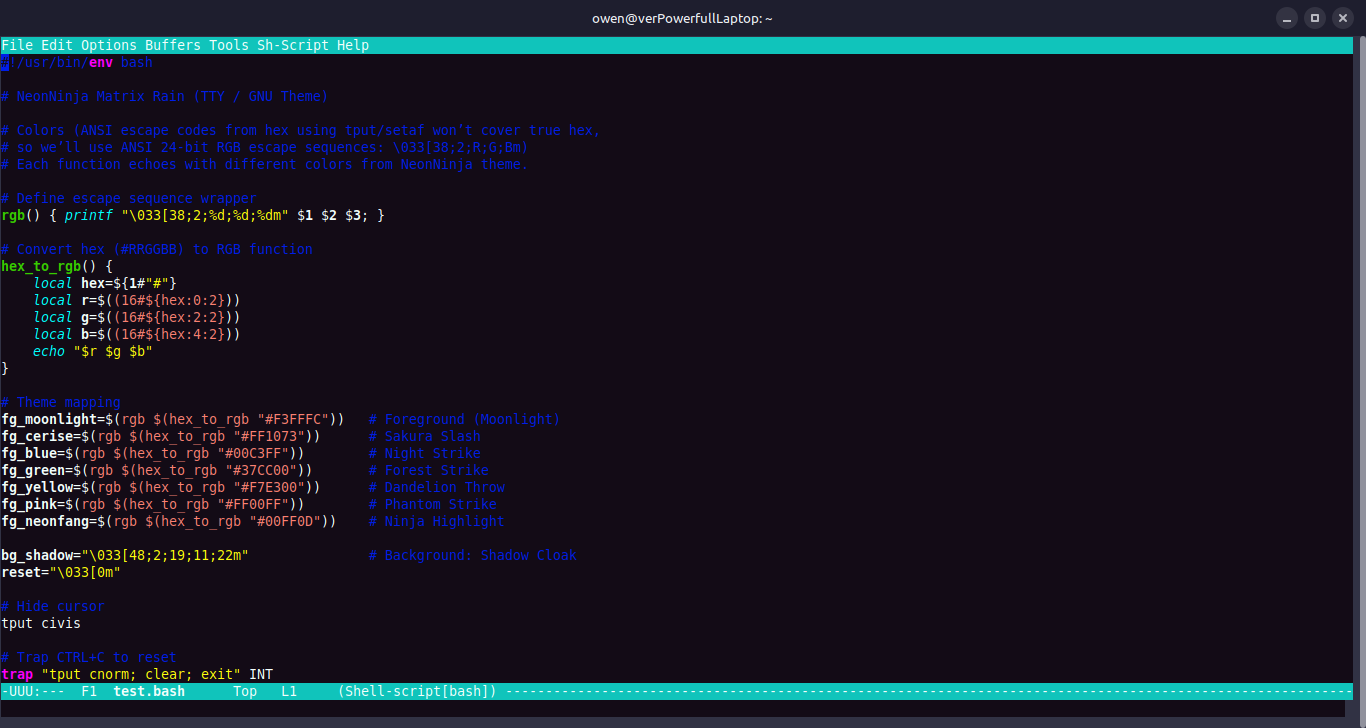 owen@verPowerfullLaptop: ~
File Edit Options Buffers Tools Sh-Script Help
#!/usr/bin/env bash
# NeonNinja Matrix Rain (TTY / GNU Theme)
# Colors (ANSI escape codes from hex using tput/setaf won’t cover true hex,
# so we’ll use ANSI 24-bit RGB escape sequences: \033[38;2;R;G;Bm)
# Each function echoes with different colors from NeonNinja theme.
# Define escape sequence wrapper
rgb() { printf "\033[38;2;%d;%d;%dm" $1 $2 $3; }
# Convert hex (#RRGGBB) to RGB function
hex_to_rgb() {
    local hex=${1#"#"}
    local r=$((16#${hex:0:2}))
    local g=$((16#${hex:2:2}))
    local b=$((16#${hex:4:2}))
    echo "$r $g $b"
}
# Theme mapping
fg_moonlight=$(rgb $(hex_to_rgb "#F3FFFC"))   # Foreground (Moonlight)
fg_cerise=$(rgb $(hex_to_rgb "#FF1073"))      # Sakura Slash
fg_blue=$(rgb $(hex_to_rgb "#00C3FF"))        # Night Strike
fg_green=$(rgb $(hex_to_rgb "#37CC00"))       # Forest Strike
fg_yellow=$(rgb $(hex_to_rgb "#F7E300"))      # Dandelion Throw
fg_pink=$(rgb $(hex_to_rgb "#FF00FF"))        # Phantom Strike
fg_neonfang=$(rgb $(hex_to_rgb "#00FF0D"))    # Ninja Highlight
bg_shadow="\033[48;2;19;11;22m"               # Background: Shadow Cloak
reset="\033[0m"
# Hide cursor
tput civis
# Trap CTRL+C to reset
trap "tput cnorm; clear; exit" INT
-UUU:---  F1  test.bash      Top   L1     (Shell-script[bash]) ----------------------------------------------------------------------------------------------------------